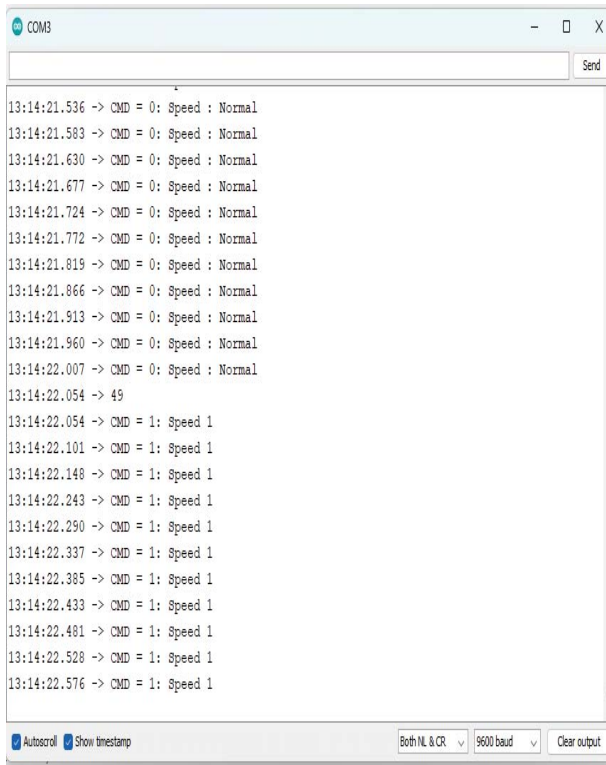 COM3
Send
13:14:21.536 -> CMD = 0: Speed : Normal
13:14:21.583 -> CMD = 0: Speed : Normal
13:14:21.630 -> CMD = 0: Speed : Normal
13:14:21.677 -> CMD = 0: Speed : Normal
13:14:21.724 -> CMD = 0: Speed : Normal
13:14:21.772 -> CMD = 0: Speed : Normal
13:14:21.819 -> CMD = 0: Speed : Normal
13:14:21.866 -> CMD = 0: Speed : Normal
13:14:21.913 -> CMD = 0: Speed : Normal
13:14:21.960 -> CMD = 0: Speed : Normal
13:14:22.007 -> CMD = 0: Speed : Normal
13:14:22.054 -> 49
13:14:22.054 -> CMD = 1: Speed 1
13:14:22.101 -> CMD = 1: Speed 1
13:14:22.148 -> CMD = 1: Speed 1
13:14:22.243 -> CMD = 1: Speed 1
13:14:22.290 -> CMD = 1: Speed 1
13:14:22.337 -> CMD = 1: Speed 1
13:14:22.385 -> CMD = 1: Speed 1
13:14:22.433 -> CMD = 1: Speed 1
13:14:22.481 -> CMD = 1: Speed 1
13:14:22.528 -> CMD = 1: Speed 1
13:14:22.576 -> CMD = 1: Speed 1
Autoscroll Show timestamp Both NL & CR 9600 baud Clear output